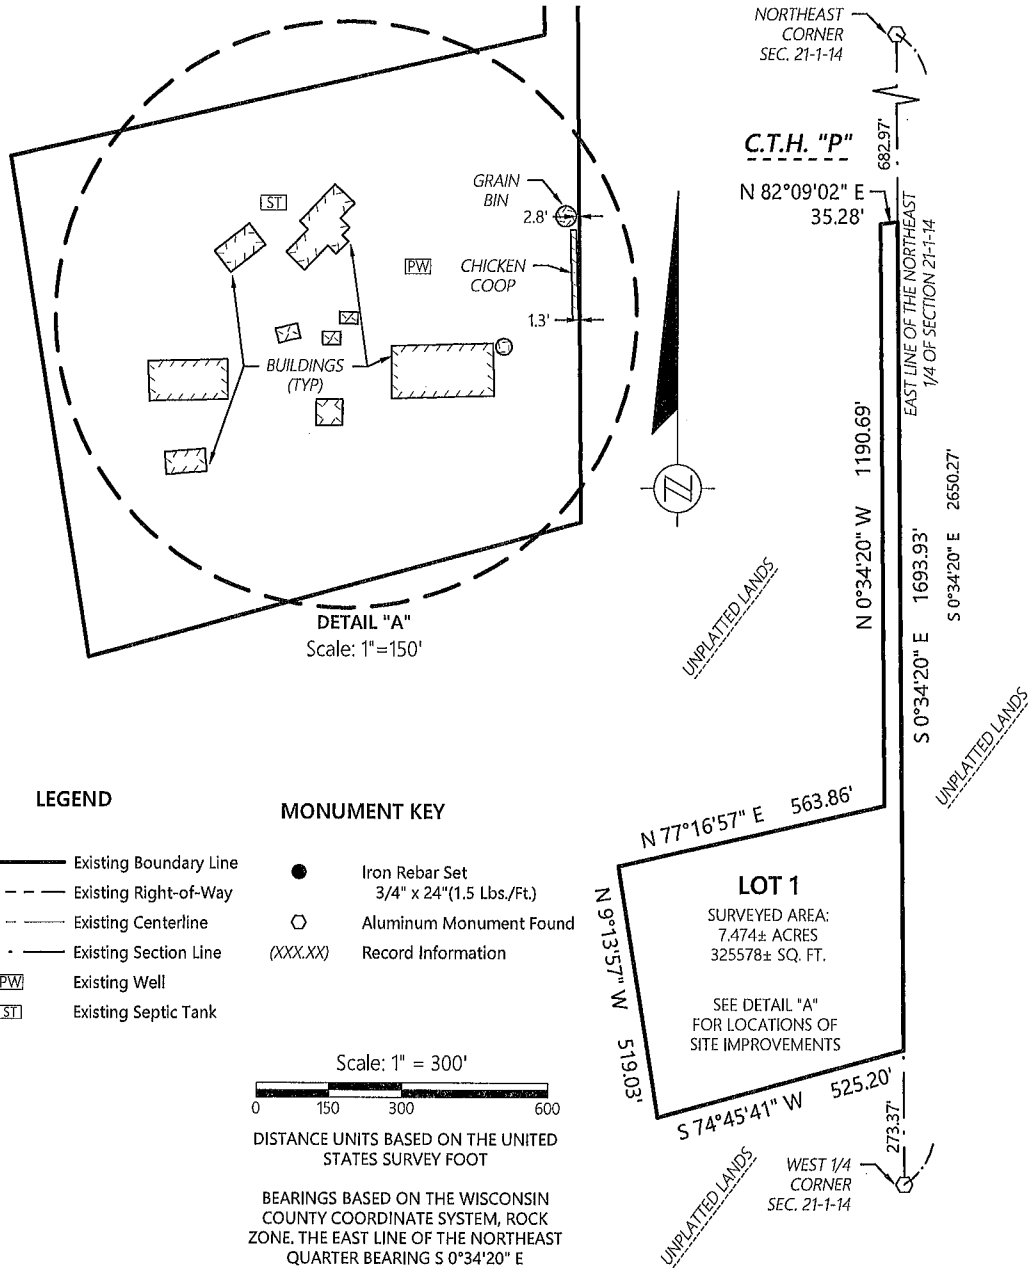 NORTHEAST
CORNER
SEC. 21-1-14
C.T.H. "P"
682.97'
N 82°09'02" E
35.28'
EAST LINE OF THE NORTHEAST
1/4 OF SECTION 21-1-14
GRAIN
BIN
2.8'
ST
PW
CHICKEN
COOP
1.3'
BUILDINGS
(TYP)
DETAIL "A"
Scale: 1"=150'
N 0°34'20" W 1190.69'
S 0°34'20" E 1693.93'
S 0°34'20" E 2650.27'
UNPLATTED LANDS
UNPLATTED LANDS
LEGEND
Existing Boundary Line
Existing Right-of-Way
Existing Centerline
Existing Section Line
PW Existing Well
ST Existing Septic Tank
MONUMENT KEY
Iron Rebar Set
3/4" x 24"(1.5 Lbs./Ft.)
Aluminum Monument Found
(XXX.XX) Record Information
N 77°16'57" E 563.86'
N 9°13'57" W 519.03'
LOT 1
SURVEYED AREA:
7.474± ACRES
325578± SQ. FT.
SEE DETAIL "A"
FOR LOCATIONS OF
SITE IMPROVEMENTS
S 74°45'41" W 525.20'
273.37'
UNPLATTED LANDS
WEST 1/4
CORNER
SEC. 21-1-14
Scale: 1" = 300'
0 150 300 600
DISTANCE UNITS BASED ON THE UNITED
STATES SURVEY FOOT
BEARINGS BASED ON THE WISCONSIN
COUNTY COORDINATE SYSTEM, ROCK
ZONE. THE EAST LINE OF THE NORTHEAST
QUARTER BEARING S 0°34'20" E